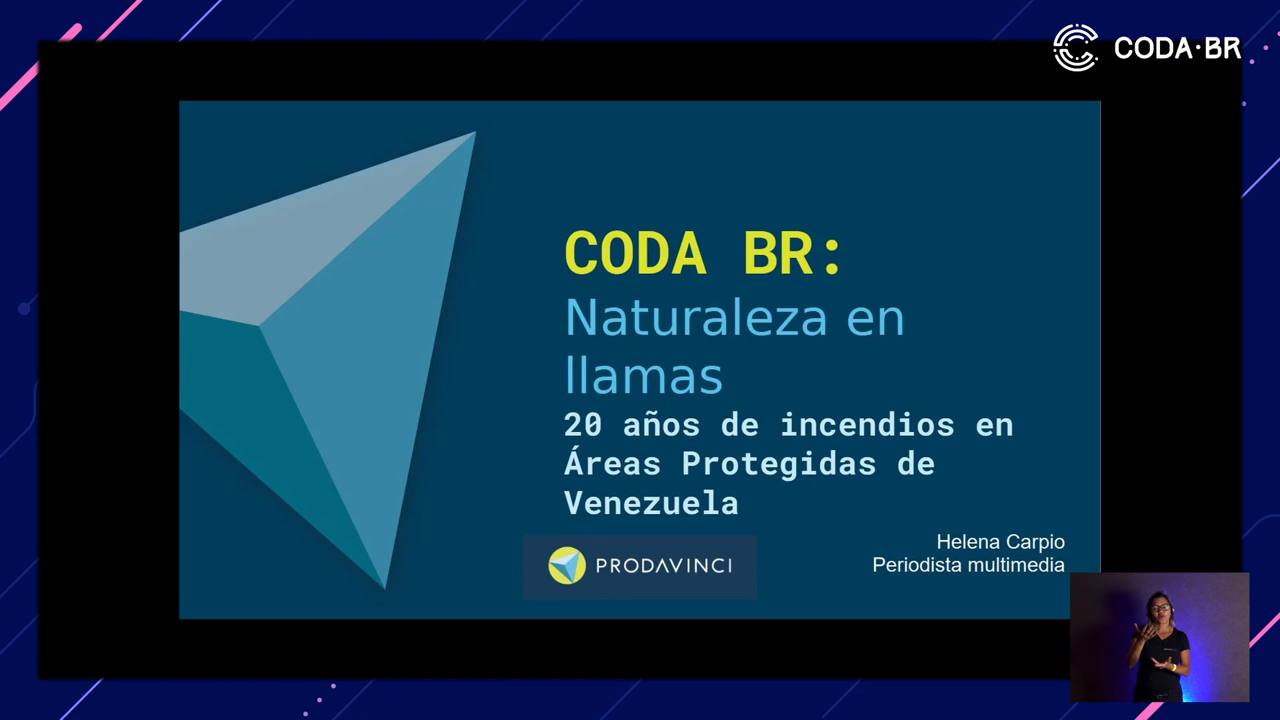 CODA·BR
CODA BR:
Naturaleza en
llamas
20 años de incendios en
Áreas Protegidas de
Venezuela
PRODAVINCI
Helena Carpio
Periodista multimedia